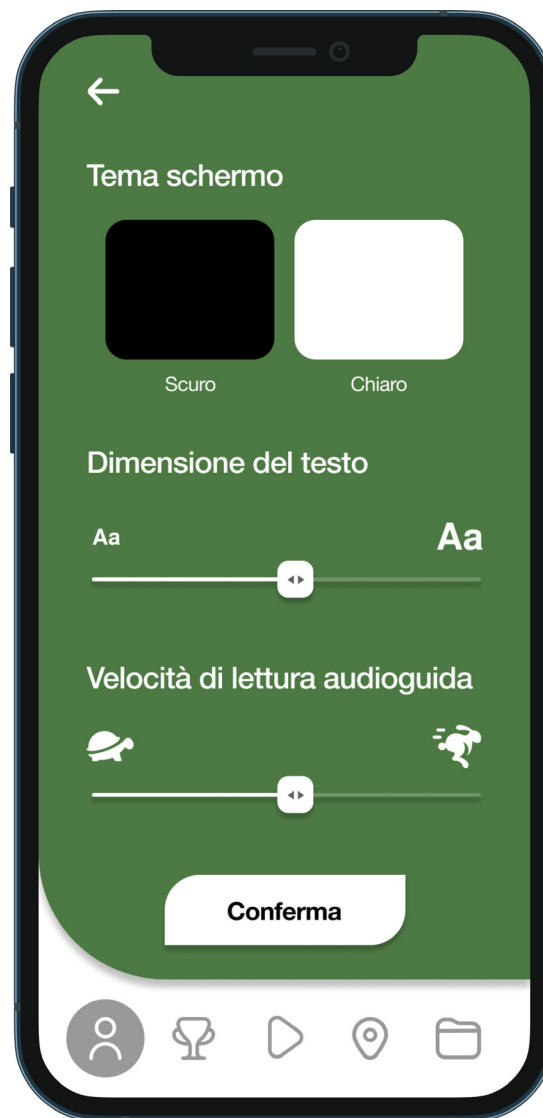 Tema schermo
Scuro
Chiaro
Dimensione del testo
Aa
Aa
Velocità di lettura audioguida
Conferma